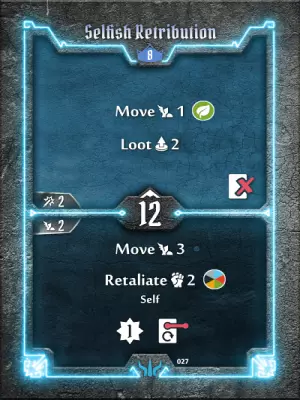 Selfish Retribution
8
Move 1
Loot 2
2
12
2
Move 3
Retaliate 2
Self
1
027